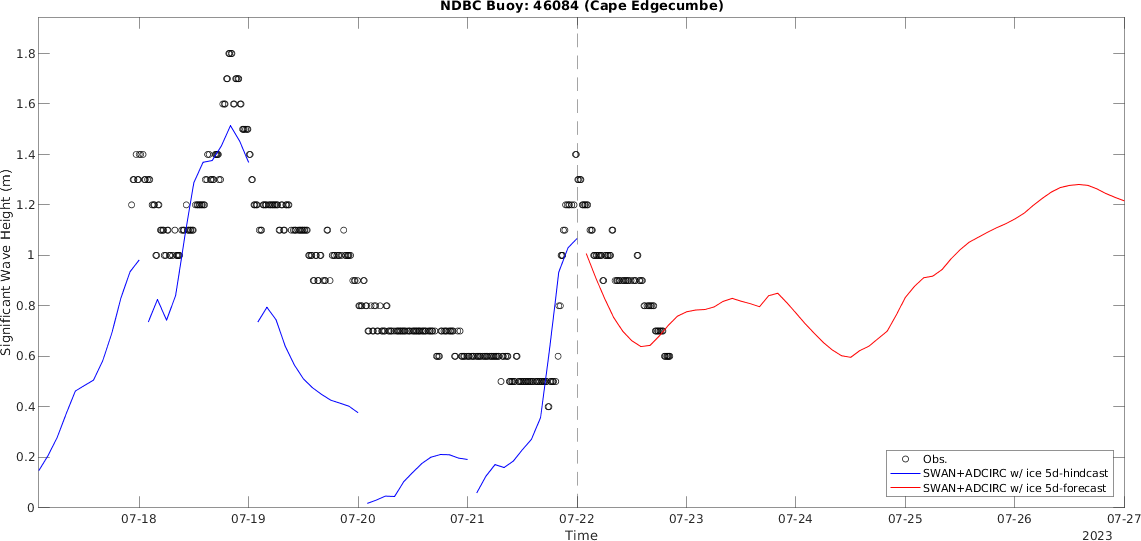 NDBC Buoy: 46084 (Cape Edgecumbe)
Significant Wave Height (m)
1.8
1.6
1.4
1.2
1
0.8
0.6
0.4
0.2
0
Obs.
SWAN+ADCIRC w/ ice 5d-hindcast
SWAN+ADCIRC w/ ice 5d-forecast
07-18 07-19 07-20 07-21 07-22 07-23 07-24 07-25 07-26 07-27
Time
2023